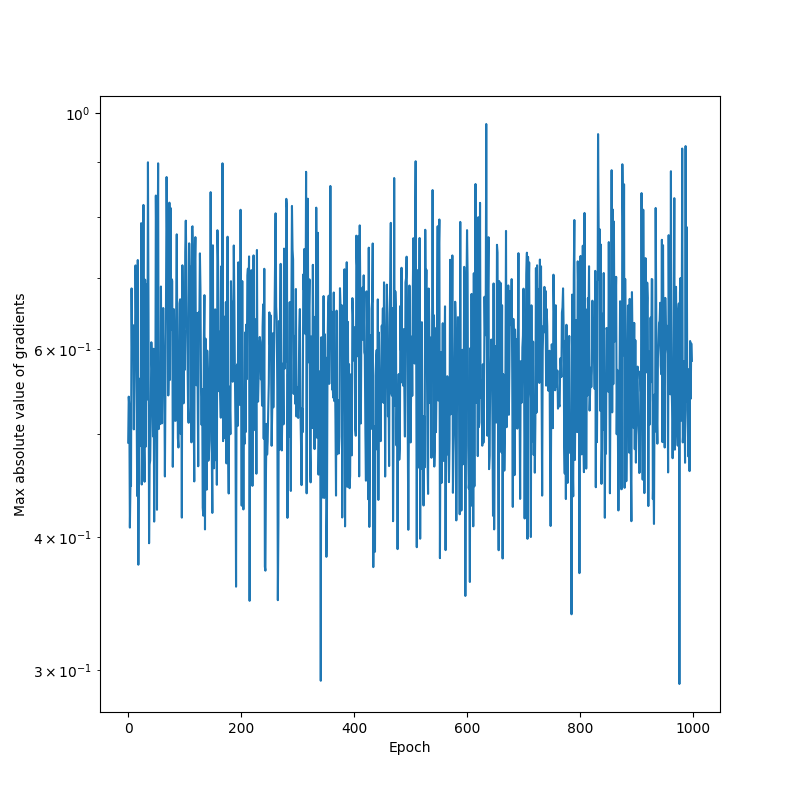 Max absolute value of gradients
10⁰
6 × 10⁻¹
4 × 10⁻¹
3 × 10⁻¹
0 200 400 600 800 1000
Epoch